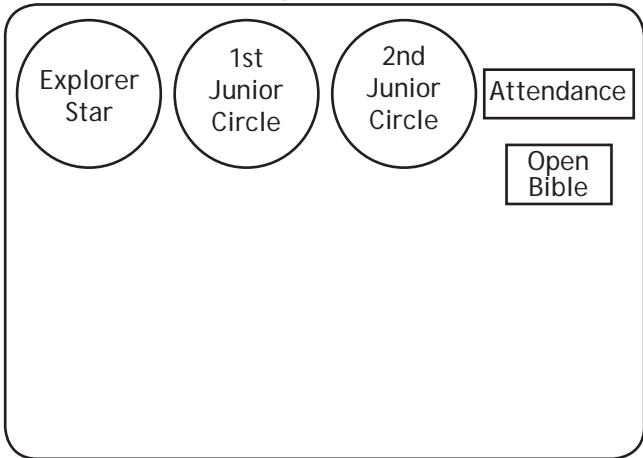 Explorer
Star
1st
Junior
Circle
2nd
Junior
Circle
Attendance
Open
Bible